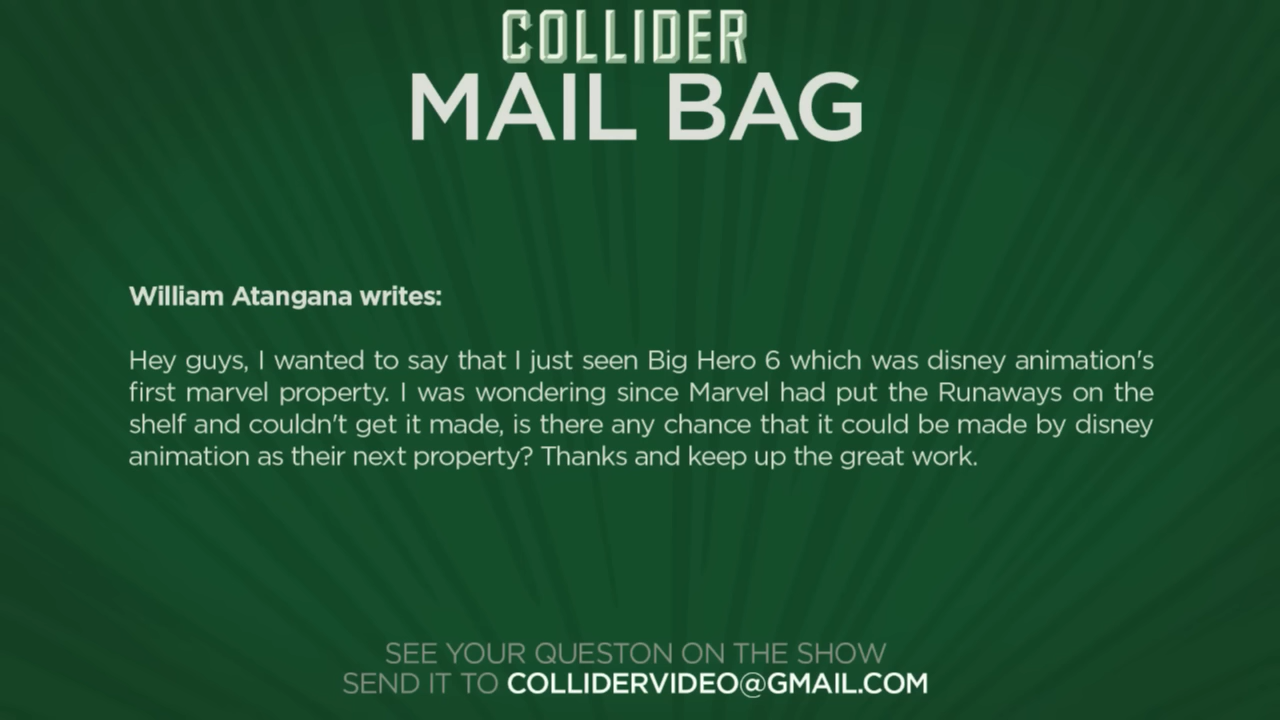 COLLIDER
MAIL BAG
William Atangana writes:
Hey guys, I wanted to say that I just seen Big Hero 6 which was disney animation's
first marvel property. I was wondering since Marvel had put the Runaways on the
shelf and couldn't get it made, is there any chance that it could be made by disney
animation as their next property? Thanks and keep up the great work.
SEE YOUR QUESTON ON THE SHOW
SEND IT TO COLLIDERVIDEO@GMAIL.COM